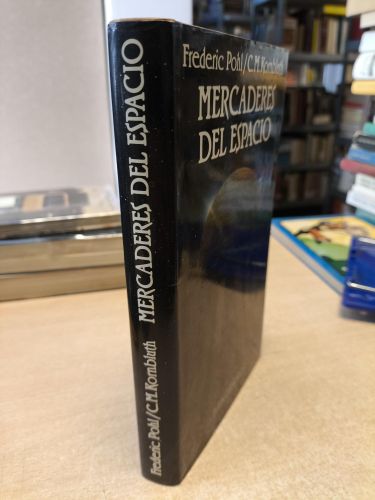 Frederic Pohl/C.M. Kornbluth
MERCADERES
DEL ESPACIO
Frederic Pohl/C.M. Kornbluth MERCADERES DEL ESPACIO